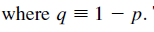 where q ≡ 1 − p.